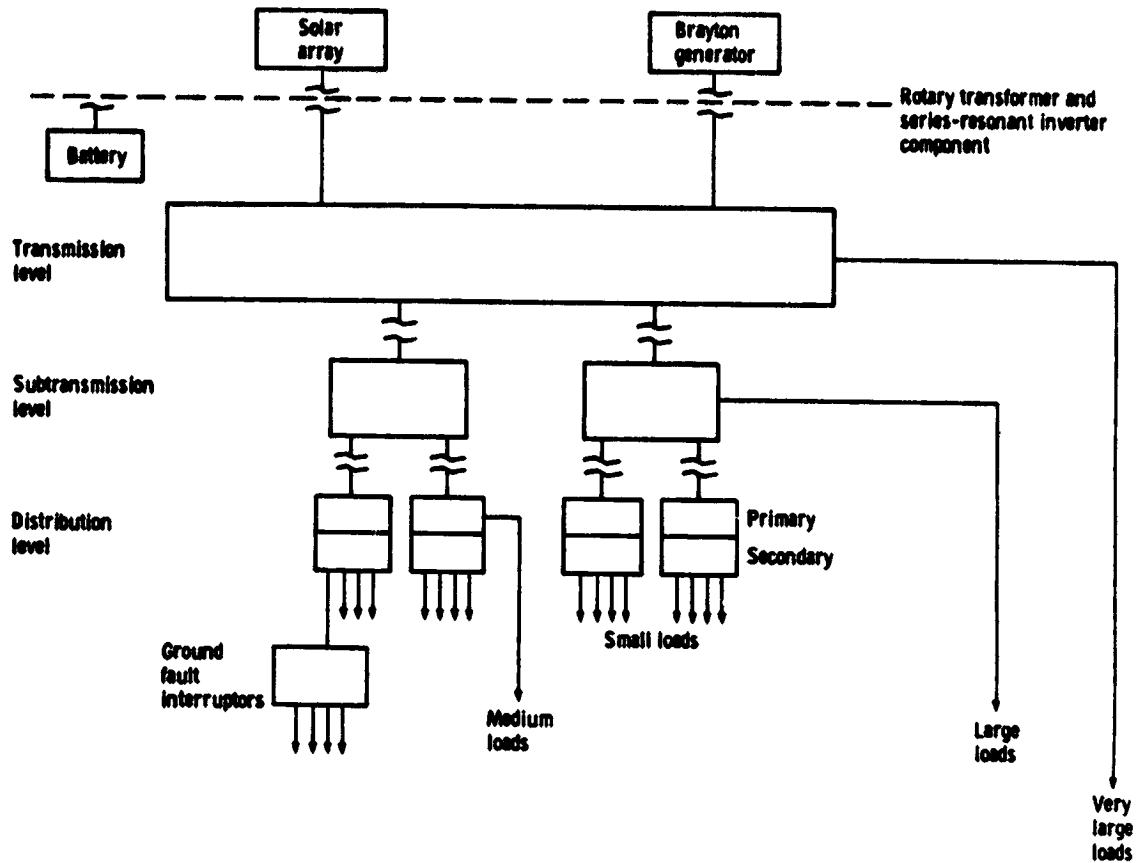 Solar
array
Brayton
generator
Rotary transformer and
series-resonant inverter
component
Battery
Transmission
level
Subtransmission
level
Distribution
level
Primary
Secondary
Small loads
Ground
fault
interruptors
Medium
loads
Large
loads
Very
large
loads